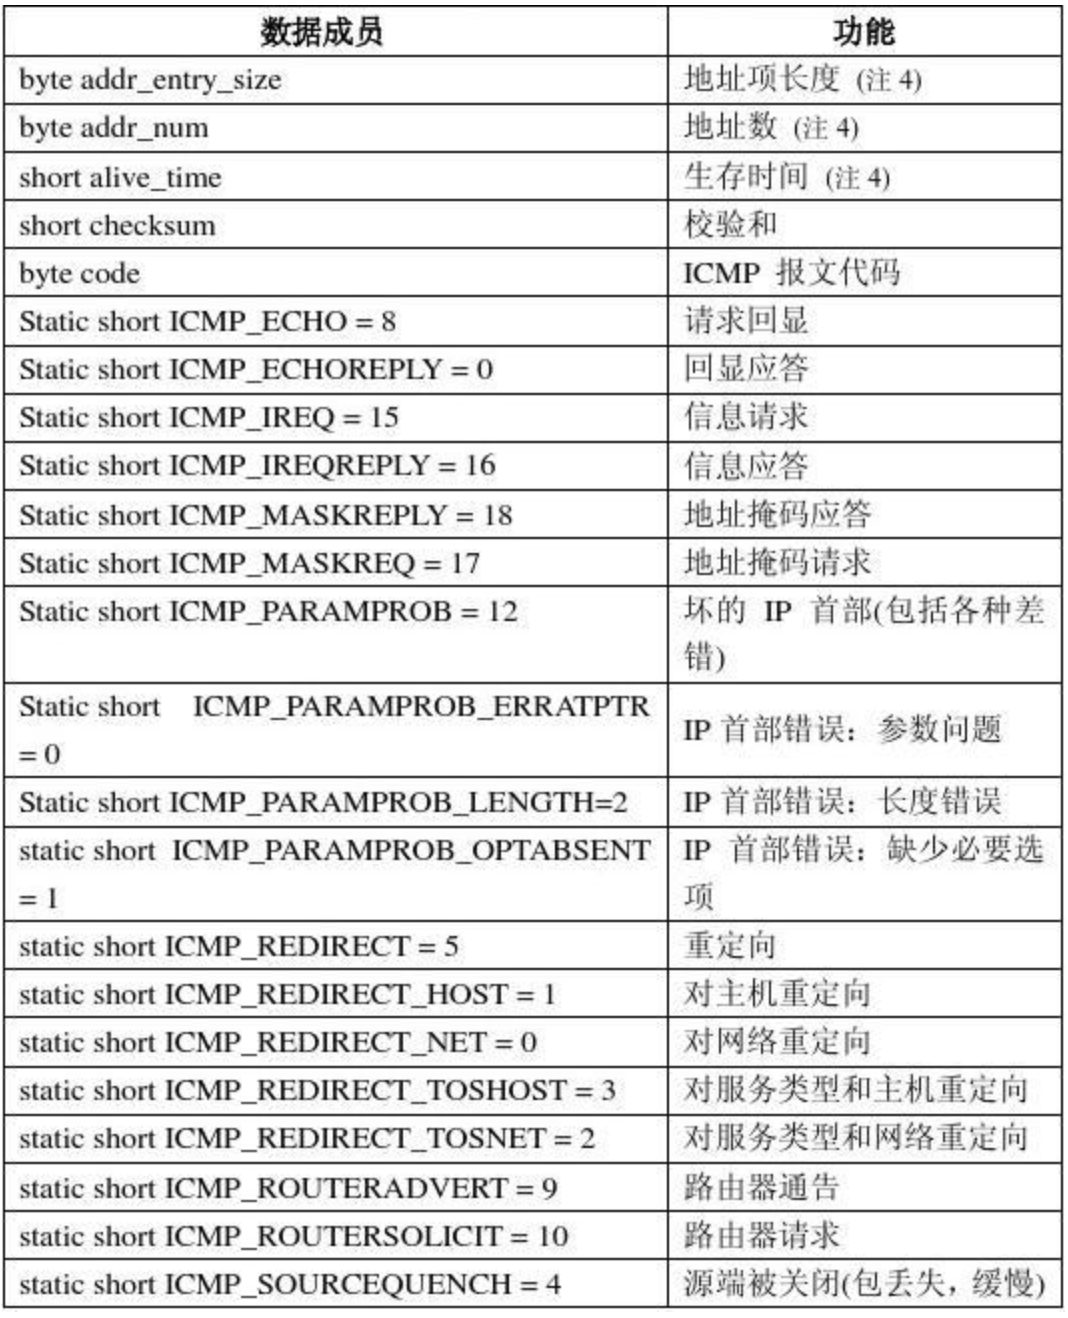 数据成员 功能
byte addr_entry_size 地址项长度 (注 4)
byte addr_num 地址数 (注 4)
short alive_time 生存时间 (注 4)
short checksum 校验和
byte code ICMP 报文代码
Static short ICMP_ECHO = 8 请求回显
Static short ICMP_ECHOREPLY = 0 回显应答
Static short ICMP_IREQ = 15 信息请求
Static short ICMP_IREQREPLY = 16 信息应答
Static short ICMP_MASKREPLY = 18 地址掩码应答
Static short ICMP_MASKREQ = 17 地址掩码请求
Static short ICMP_PARAMPROB = 12 坏的 IP 首部(包括各种差
错)
Static short ICMP_PARAMPROB_ERRATPTR
= 0
IP 首部错误：参数问题
Static short ICMP_PARAMPROB_LENGTH=2 IP 首部错误：长度错误
static short ICMP_PARAMPROB_OPTABSENT
= 1
IP 首部错误：缺少必要选
项
static short ICMP_REDIRECT = 5 重定向
static short ICMP_REDIRECT_HOST = 1 对主机重定向
static short ICMP_REDIRECT_NET = 0 对网络重定向
static short ICMP_REDIRECT_TOSHOST = 3 对服务类型和主机重定向
static short ICMP_REDIRECT_TOSNET = 2 对服务类型和网络重定向
static short ICMP_ROUTERADVERT = 9 路由器通告
static short ICMP_ROUTERSOLICIT = 10 路由器请求
static short ICMP_SOURCEQUENCH = 4 源端被关闭(包丢失，缓慢)